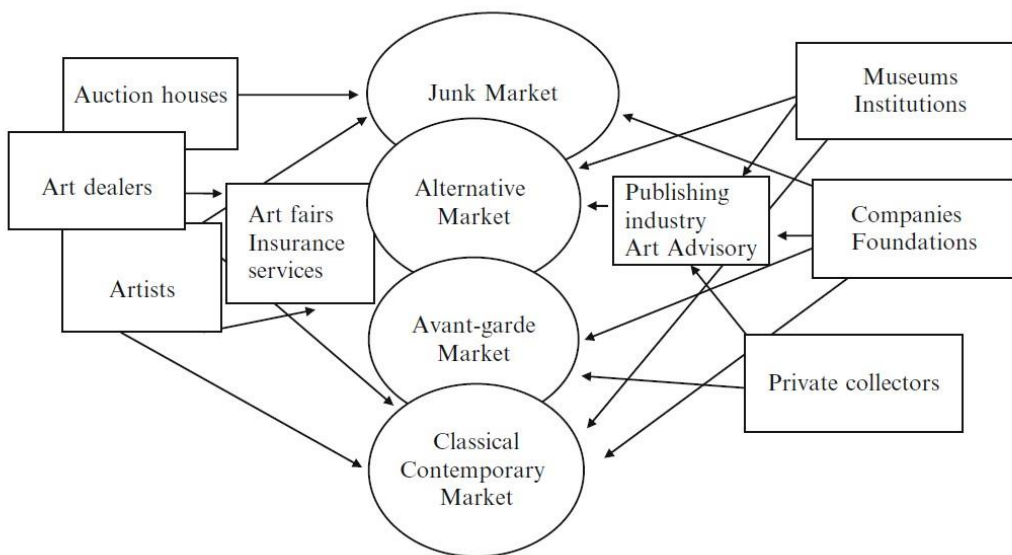 Auction houses
Art dealers
Artists
Art fairs
Insurance
services
Junk Market
Alternative
Market
Avant-garde
Market
Classical
Contemporary
Market
Publishing
industry
Art Advisory
Museums
Institutions
Companies
Foundations
Private collectors